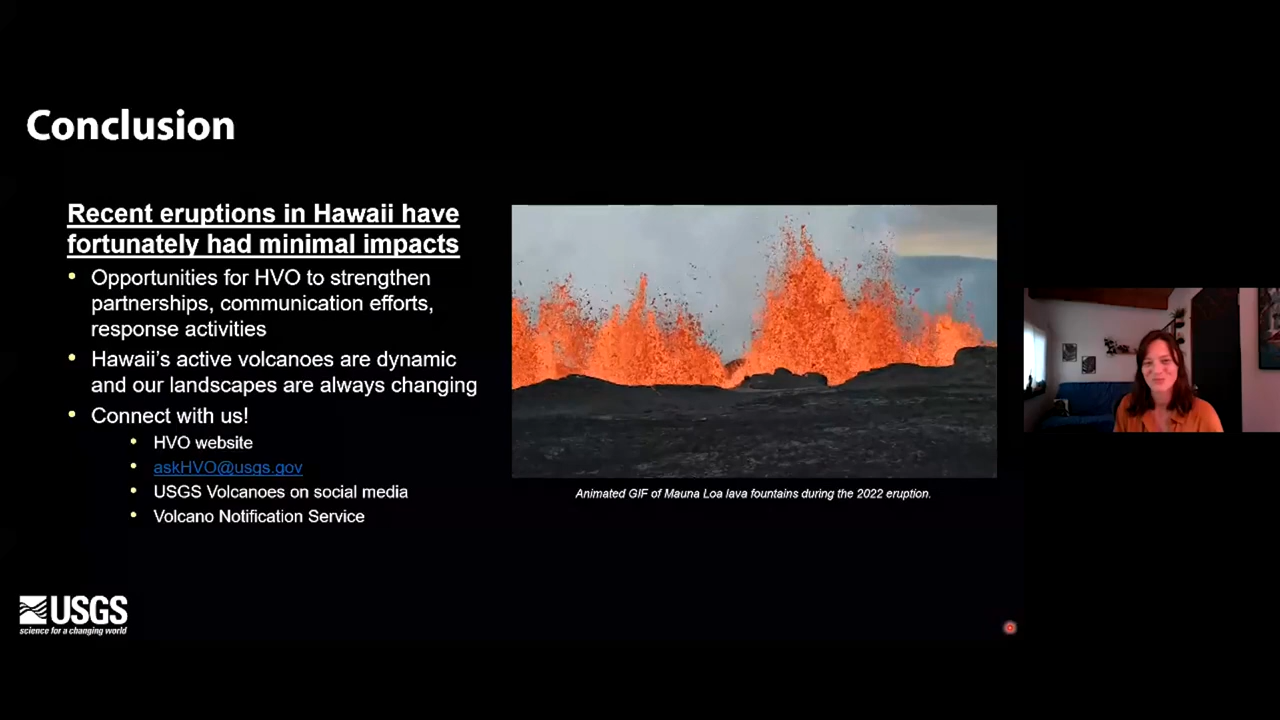 Conclusion
Recent eruptions in Hawaii have
fortunately had minimal impacts
• Opportunities for HVO to strengthen
partnerships, communication efforts,
response activities
• Hawaii's active volcanoes are dynamic
and our landscapes are always changing
• Connect with us!
• HVO website
• askHVO@usgs.gov
• USGS Volcanoes on social media
• Volcano Notification Service
Animated GIF of Mauna Loa lava fountains during the 2022 eruption.
USGS
science for a changing world